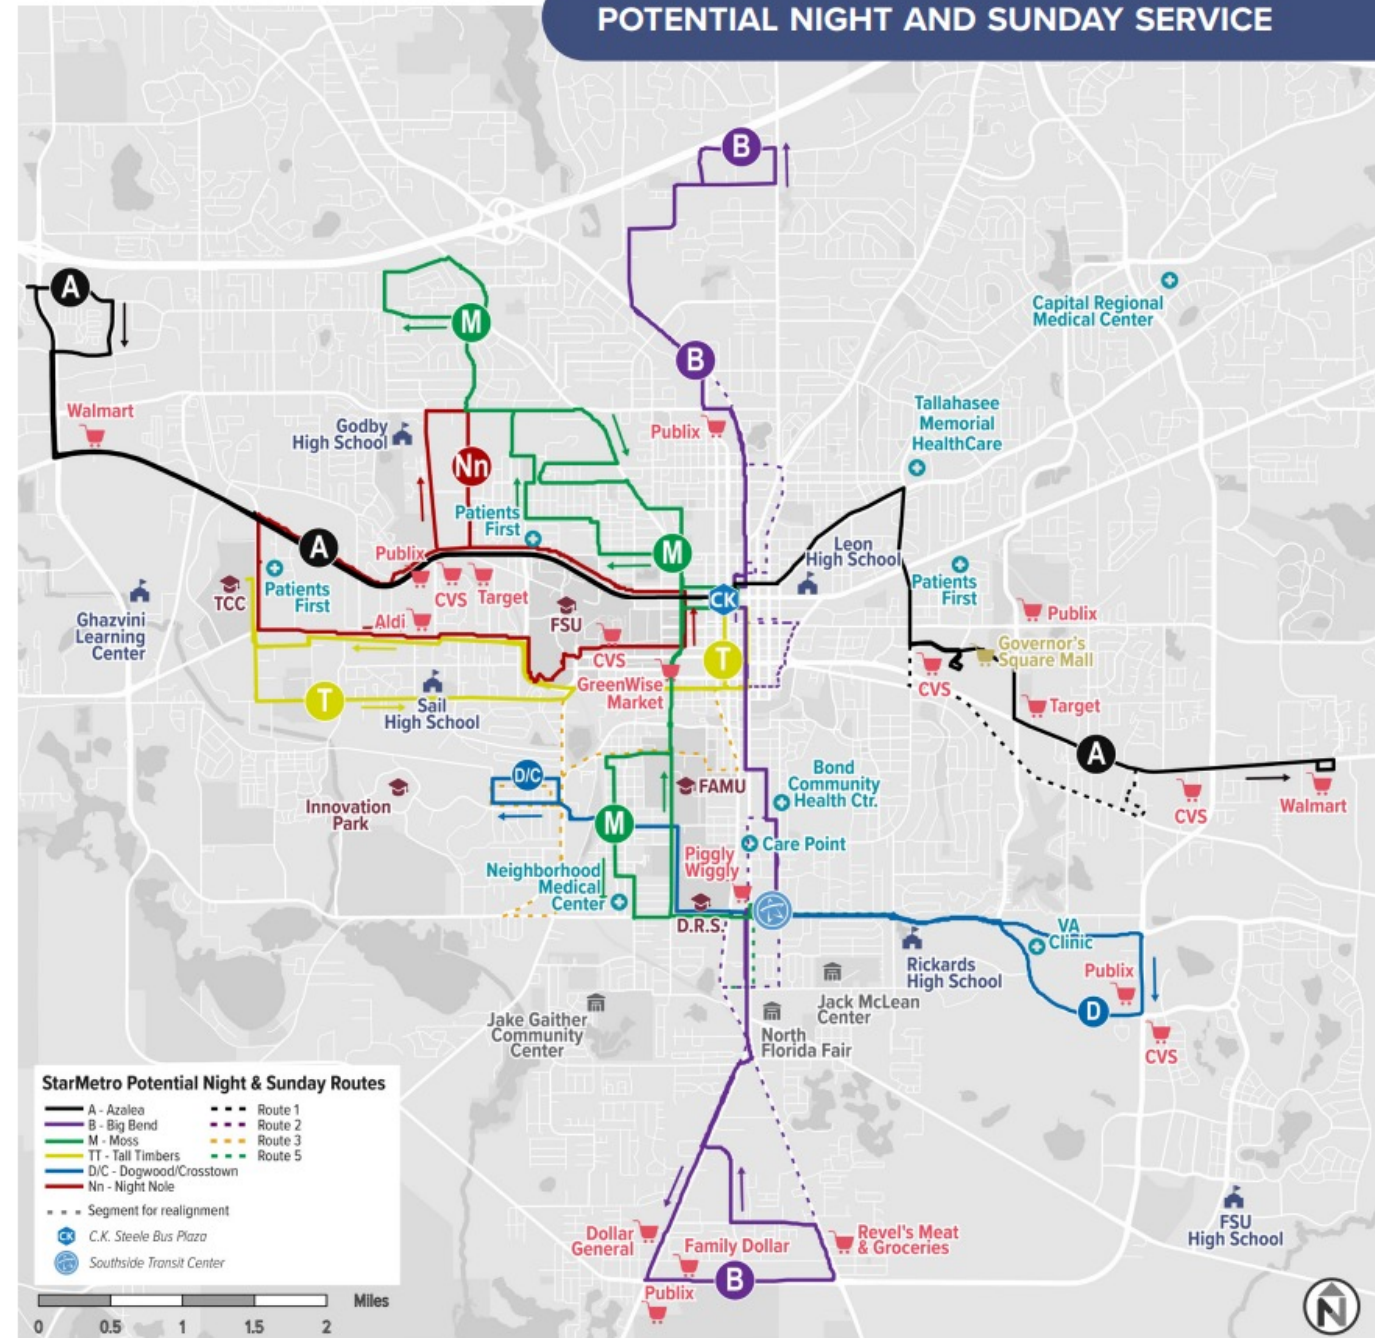 POTENTIAL NIGHT AND SUNDAY SERVICE
B
A
Capital Regional
Medical Center
M
B
Walmart
Godby
High School
Publix
Tallahasee
Memorial
HealthCare
Nn
Patients
First
A
Publix
M
Leon
High School
Patients
First
TCC
Patients
First
CVS
Target
CK
Ghazvini
Learning
Center
Aldi
FSU
Publix
CVS
T
Governor's
Square Mall
GreenWise
Market
CVS
T
Sail
High School
Target
A
D/C
Innovation
Park
FAMU
Bond
Community
Health Ctr.
CVS
Walmart
M
Piggly
Wiggly
Care Point
Neighborhood
Medical
Center
D.R.S.
VA
Clinic
Rickards
High School
Publix
D
Jack McLean
Center
Jake Gaither
Community
Center
North
Florida Fair
CVS
StarMetro Potential Night & Sunday Routes
A - Azalea
B - Big Bend
M - Moss
TT - Tall Timbers
D/C - Dogwood/Crosstown
Nn - Night Nole
Route 1
Route 2
Route 3
Route 5
Segment for realignment
CK
C.K. Steele Bus Plaza
Southside Transit Center
Dollar
General
Family Dollar
Revel's Meat
& Groceries
FSU
High School
B
Publix
Miles
0 0.5 1 1.5 2
N